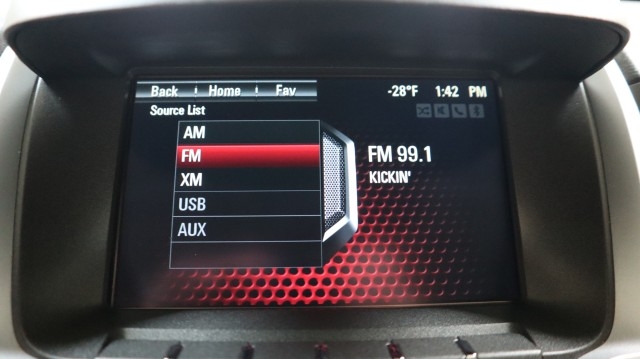 Back Home Fav -28°F 1:42 PM
Source List
AM
FM
XM
USB
AUX
FM 99.1
KICKIN'